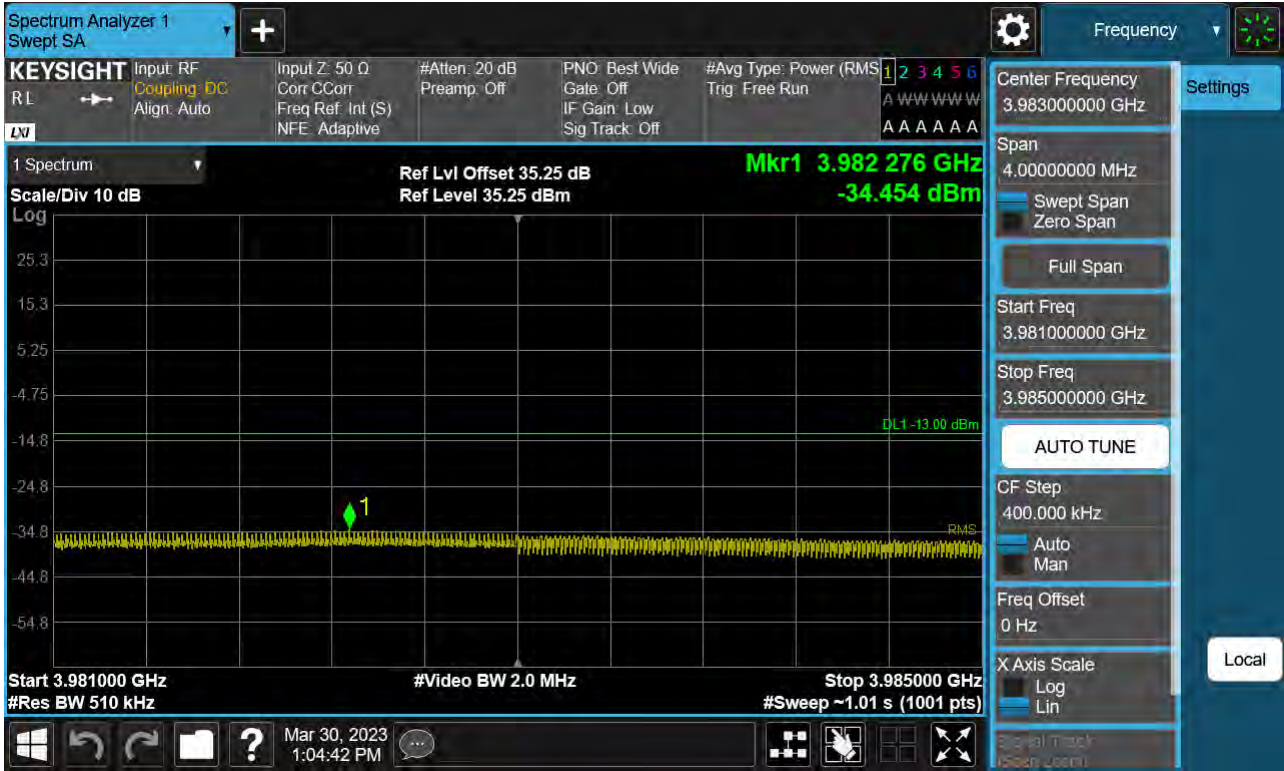 Spectrum Analyzer 1
Swept SA
Frequency
KEYSIGHT
RL
LXI
Input: RF
Coupling: DC
Align: Auto
Input Z: 50 Ω
Corr CCorr
Freq Ref: Int (S)
NFE: Adaptive
#Atten: 20 dB
Preamp: Off
PNO: Best Wide
Gate: Off
IF Gain: Low
Sig Track: Off
#Avg Type: Power (RMS
Trig: Free Run
1 2 3 4 5 6
A W W W W W
A A A A A A
1 Spectrum
Scale/Div 10 dB
Log
Ref Lvl Offset 35.25 dB
Ref Level 35.25 dBm
Mkr1 3.982 276 GHz
-34.454 dBm
25.3
15.3
5.25
-4.75
-14.8
-24.8
-34.8
-44.8
-54.8
DL1 -13.00 dBm
1
RMS
Start 3.981000 GHz
#Res BW 510 kHz
#Video BW 2.0 MHz
Stop 3.985000 GHz
#Sweep ~1.01 s (1001 pts)
Center Frequency
3.983000000 GHz
Span
4.00000000 MHz
Swept Span
Zero Span
Full Span
Start Freq
3.981000000 GHz
Stop Freq
3.985000000 GHz
AUTO TUNE
CF Step
400.000 kHz
Auto
Man
Freq Offset
0 Hz
X Axis Scale
Log
Lin
Signal Track
(Span Zoom)
Settings
Local
Mar 30, 2023
1:04:42 PM